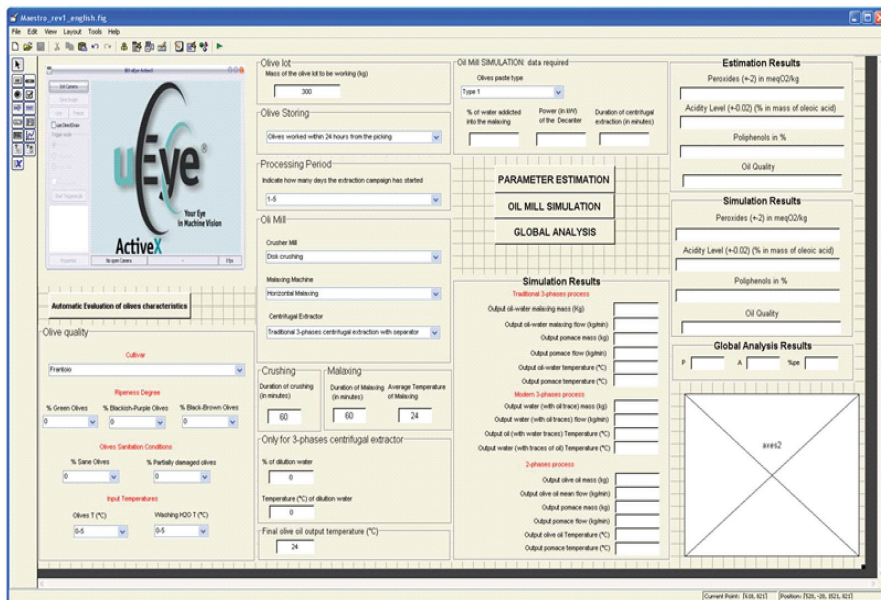 Maestro_rev1_english.fig
File Edit View Layout Tools Help
Olive lot
Mass of the olive lot to be working (kg)
300
Olive Storing
Olives worked within 24 hours from the picking
Processing Period
Indicate how many days the extraction campaign has started
1-5
Oli Mill
Crusher Mill
Disk crushing
Malaxing Machine
Horizontal Malaxing
Centrifugal Extractor
Traditional 3-phases centrifugal extraction with separator
Crushing
Duration of crushing
(in minutes)
60
Malaxing
Duration of Malaxing
(in minutes)
60
Average Temperature
of Malaxing
24
Only for 3-phases centrifugal extractor
% of dilution water
0
Temperature (°C) of dilution water
0
Final olive oil output temperature (°C)
24
uEye®
Your Eye
in Machine Vision
ActiveX
No open Camera
Automatic Evaluation of olives characteristics
Olive quality
Cultivar
Frantoio
Ripeness Degree
% Green Olives
0
% Blackish-Purple Olives
0
% Black-Brown Olives
0
Olives Sanitation Conditions
% Sane Olives
0
% Partially damaged olives
0
Input Temperatures
Olives T (°C)
0-5
Washing H2O T (°C)
0-5
Oil Mill SIMULATION: data required
Olives paste type
Type 1
% of water addicted
into the malaxing
Power (in kW)
of the Decanter
Duration of centrifugal
extraction (in minutes)
PARAMETER ESTIMATION
OIL MILL SIMULATION
GLOBAL ANALYSIS
Simulation Results
Traditional 3-phases process
Output oil-water malaxing mass (Kg)
Output oil-water malaxing flow (kg/min)
Output pomace mass (kg)
Output pomace flow (kg/min)
Output oil-water temperature (°C)
Output pomace temperature (°C)
Modern 3-phases process
Output water (with oil trace) mass (kg)
Output water (with oil traces) flow (kg/min)
Output oil (with water traces) Temperature (°C)
Output water (with traces of oil) Temperature (°C)
2-phases process
Output olive oil mass (kg)
Output olive oil mean flow (kg/min)
Output pomace mass (kg)
Output pomace flow (kg/min)
Output olive oil Temperature (°C)
Output pomace temperature (°C)
Estimation Results
Peroxides (+-2) in meqO2/kg
Acidity Level (+-0.02) (% in mass of oleoic acid)
Poliphenols in %
Oil Quality
Simulation Results
Peroxides (+-2) in meqO2/kg
Acidity Level (+-0.02) (% in mass of oleoic acid)
Poliphenols in %
Oil Quality
Global Analysis Results
P A %pe
axes2
Current Point: [618, 821] Position: [520, -20, 1521, 821]